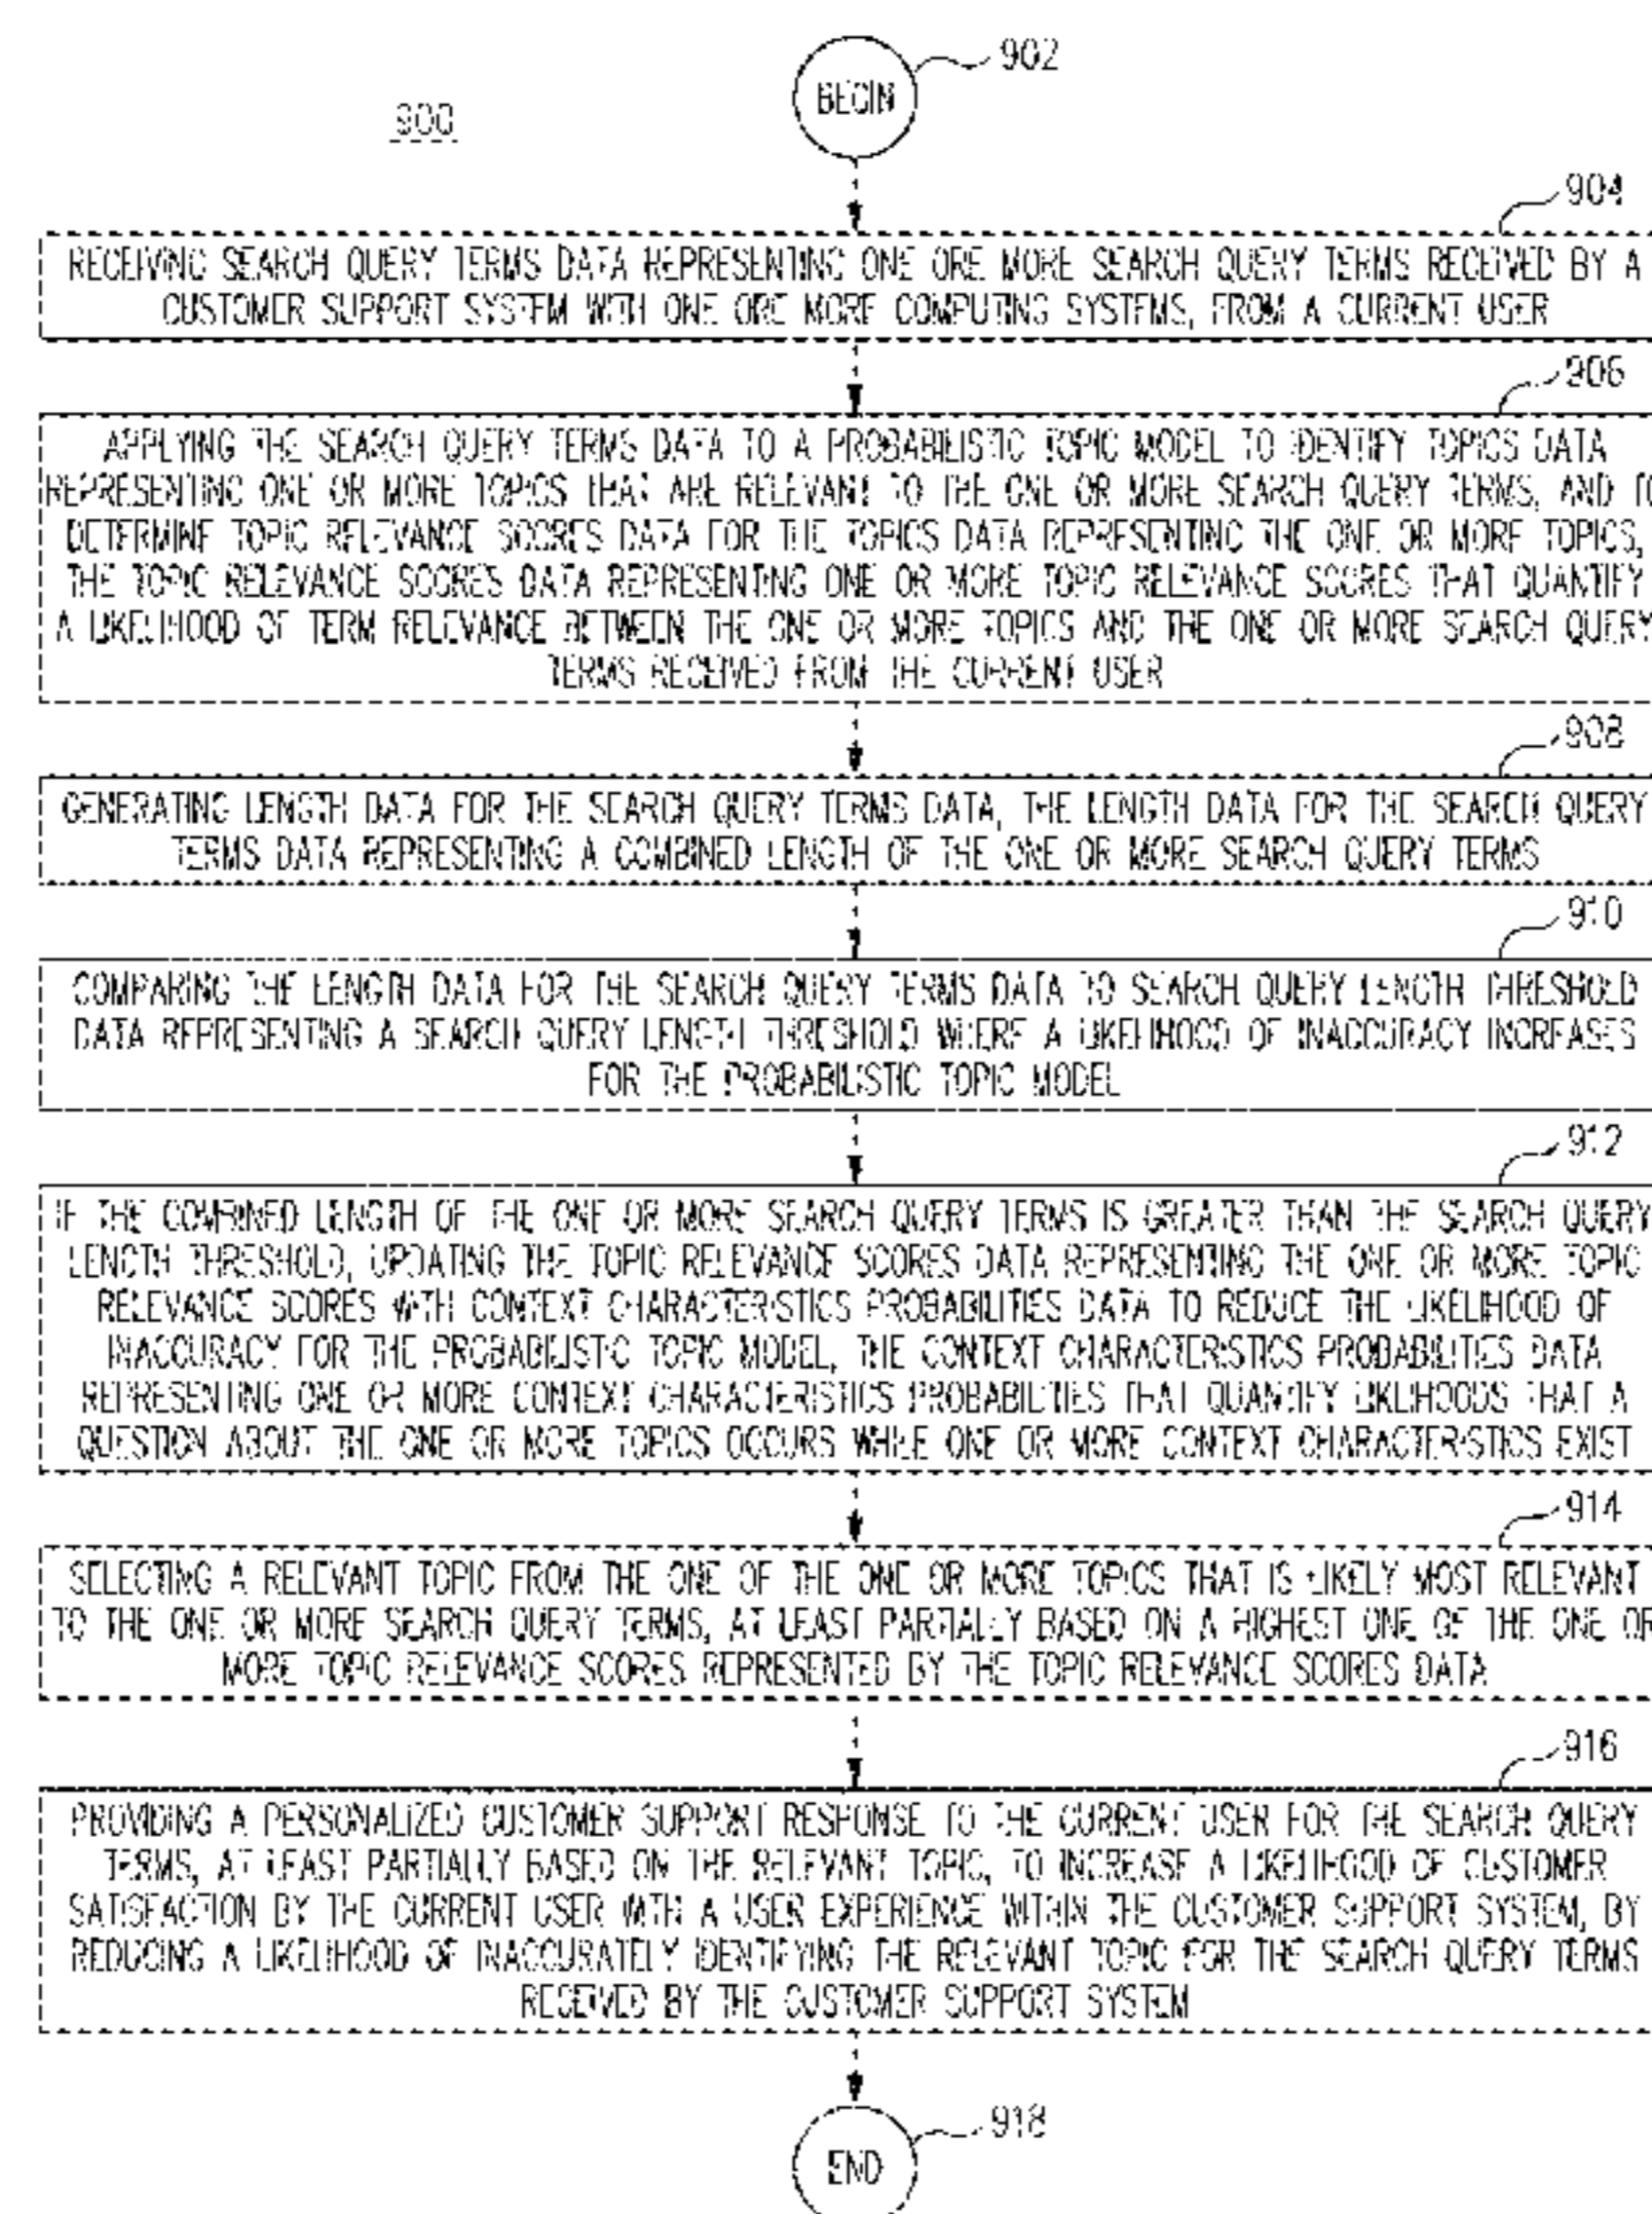 902
BEGIN
900
904
RECEIVING SEARCH QUERY TERMS DATA REPRESENTING ONE ORE MORE SEARCH QUERY TERMS RECEIVED BY A
CUSTOMER SUPPORT SYSTEM WITH ONE ORE MORE COMPUTING SYSTEMS, FROM A CURRENT USER
906
APPLYING THE SEARCH QUERY TERMS DATA TO A PROBABILISTIC TOPIC MODEL TO IDENTIFY TOPICS DATA
REPRESENTING ONE OR MORE TOPICS THAT ARE RELEVANT TO THE ONE OR MORE SEARCH QUERY TERMS, AND TO
DETERMINE TOPIC RELEVANCE SCORES DATA FOR THE TOPICS DATA REPRESENTING THE ONE OR MORE TOPICS,
THE TOPIC RELEVANCE SCORES DATA REPRESENTING ONE OR MORE TOPIC RELEVANCE SCORES THAT QUANTIFY
A LIKELIHOOD OF TERM RELEVANCE BETWEEN THE ONE OR MORE TOPICS AND THE ONE OR MORE SEARCH QUERY
TERMS RECEIVED FROM THE CURRENT USER
908
GENERATING LENGTH DATA FOR THE SEARCH QUERY TERMS DATA, THE LENGTH DATA FOR THE SEARCH QUERY
TERMS DATA REPRESENTING A COMBINED LENGTH OF THE ONE OR MORE SEARCH QUERY TERMS
910
COMPARING THE LENGTH DATA FOR THE SEARCH QUERY TERMS DATA TO SEARCH QUERY LENGTH THRESHOLD
DATA REPRESENTING A SEARCH QUERY LENGTH THRESHOLD WHERE A LIKELIHOOD OF INACCURACY INCREASES
FOR THE PROBABILISTIC TOPIC MODEL
912
IF THE COMBINED LENGTH OF THE ONE OR MORE SEARCH QUERY TERMS IS GREATER THAN THE SEARCH QUERY
LENGTH THRESHOLD, UPDATING THE TOPIC RELEVANCE SCORES DATA REPRESENTING THE ONE OR MORE TOPIC
RELEVANCE SCORES WITH CONTEXT CHARACTERISTICS PROBABILITIES DATA TO REDUCE THE LIKELIHOOD OF
INACCURACY FOR THE PROBABILISTIC TOPIC MODEL, THE CONTEXT CHARACTERISTICS PROBABILITIES DATA
REPRESENTING ONE OR MORE CONTEXT CHARACTERISTICS PROBABILITIES THAT QUANTIFY LIKLIHOODS THAT A
QUESTION ABOUT THE ONE OR MORE TOPICS OCCURS WHILE ONE OR MORE CONTEXT CHARACTERISTICS EXIST
914
SELECTING A RELEVANT TOPIC FROM THE ONE OF THE ONE OR MORE TOPICS THAT IS LIKELY MOST RELEVANT
TO THE ONE OR MORE SEARCH QUERY TERMS, AT LEAST PARTIALLY BASED ON A HIGHEST ONE OF THE ONE OR
MORE TOPIC RELEVANCE SCORES REPRESENTED BY THE TOPIC RELEVANCE SCORES DATA
916
PROVIDING A PERSONALIZED CUSTOMER SUPPORT RESPONSE TO THE CURRENT USER FOR THE SEARCH QUERY
TERMS, AT LEAST PARTIALLY BASED ON THE RELEVANT TOPIC, TO INCREASE A LIKELIHOOD OF CUSTOMER
SATISFACTION BY THE CURRENT USER WITH A USER EXPERIENCE WITHIN THE CUSTOMER SUPPORT SYSTEM, BY
REDUCING A LIKELIHOOD OF INACCURATELY IDENTIFYING THE RELEVANT TOPIC FOR THE SEARCH QUERY TERMS
RECEIVED BY THE CUSTOMER SUPPORT SYSTEM
918
END